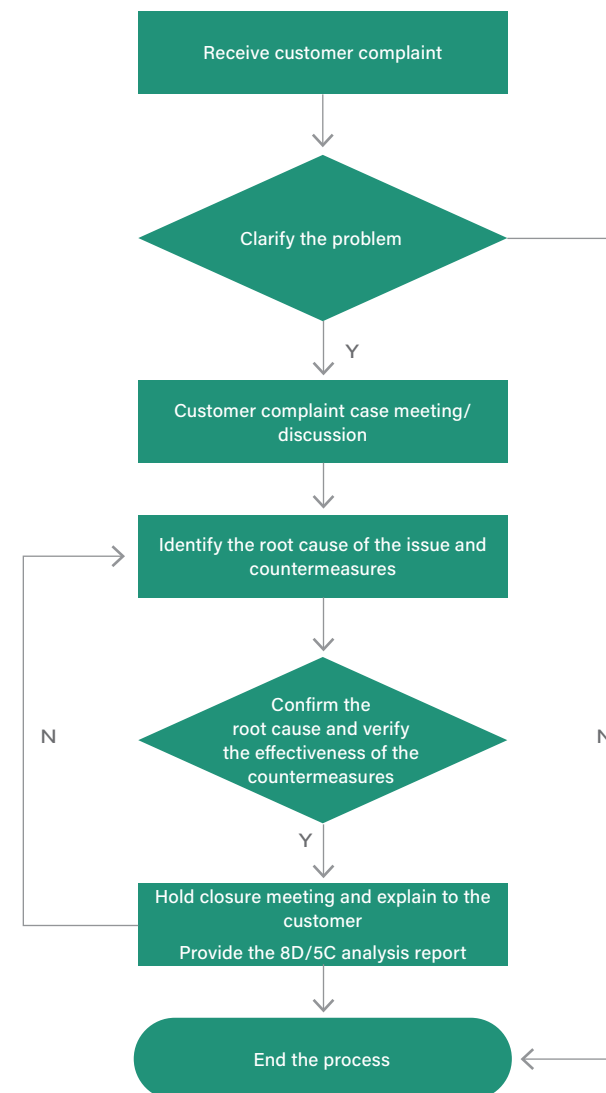 Receive customer complaint
Clarify the problem
Y
Customer complaint case meeting/
discussion
Identify the root cause of the issue and
countermeasures
Confirm the
root cause and verify
the effectiveness of the
countermeasures
N
N
Y
Hold closure meeting and explain to the
customer
Provide the 8D/5C analysis report
End the process